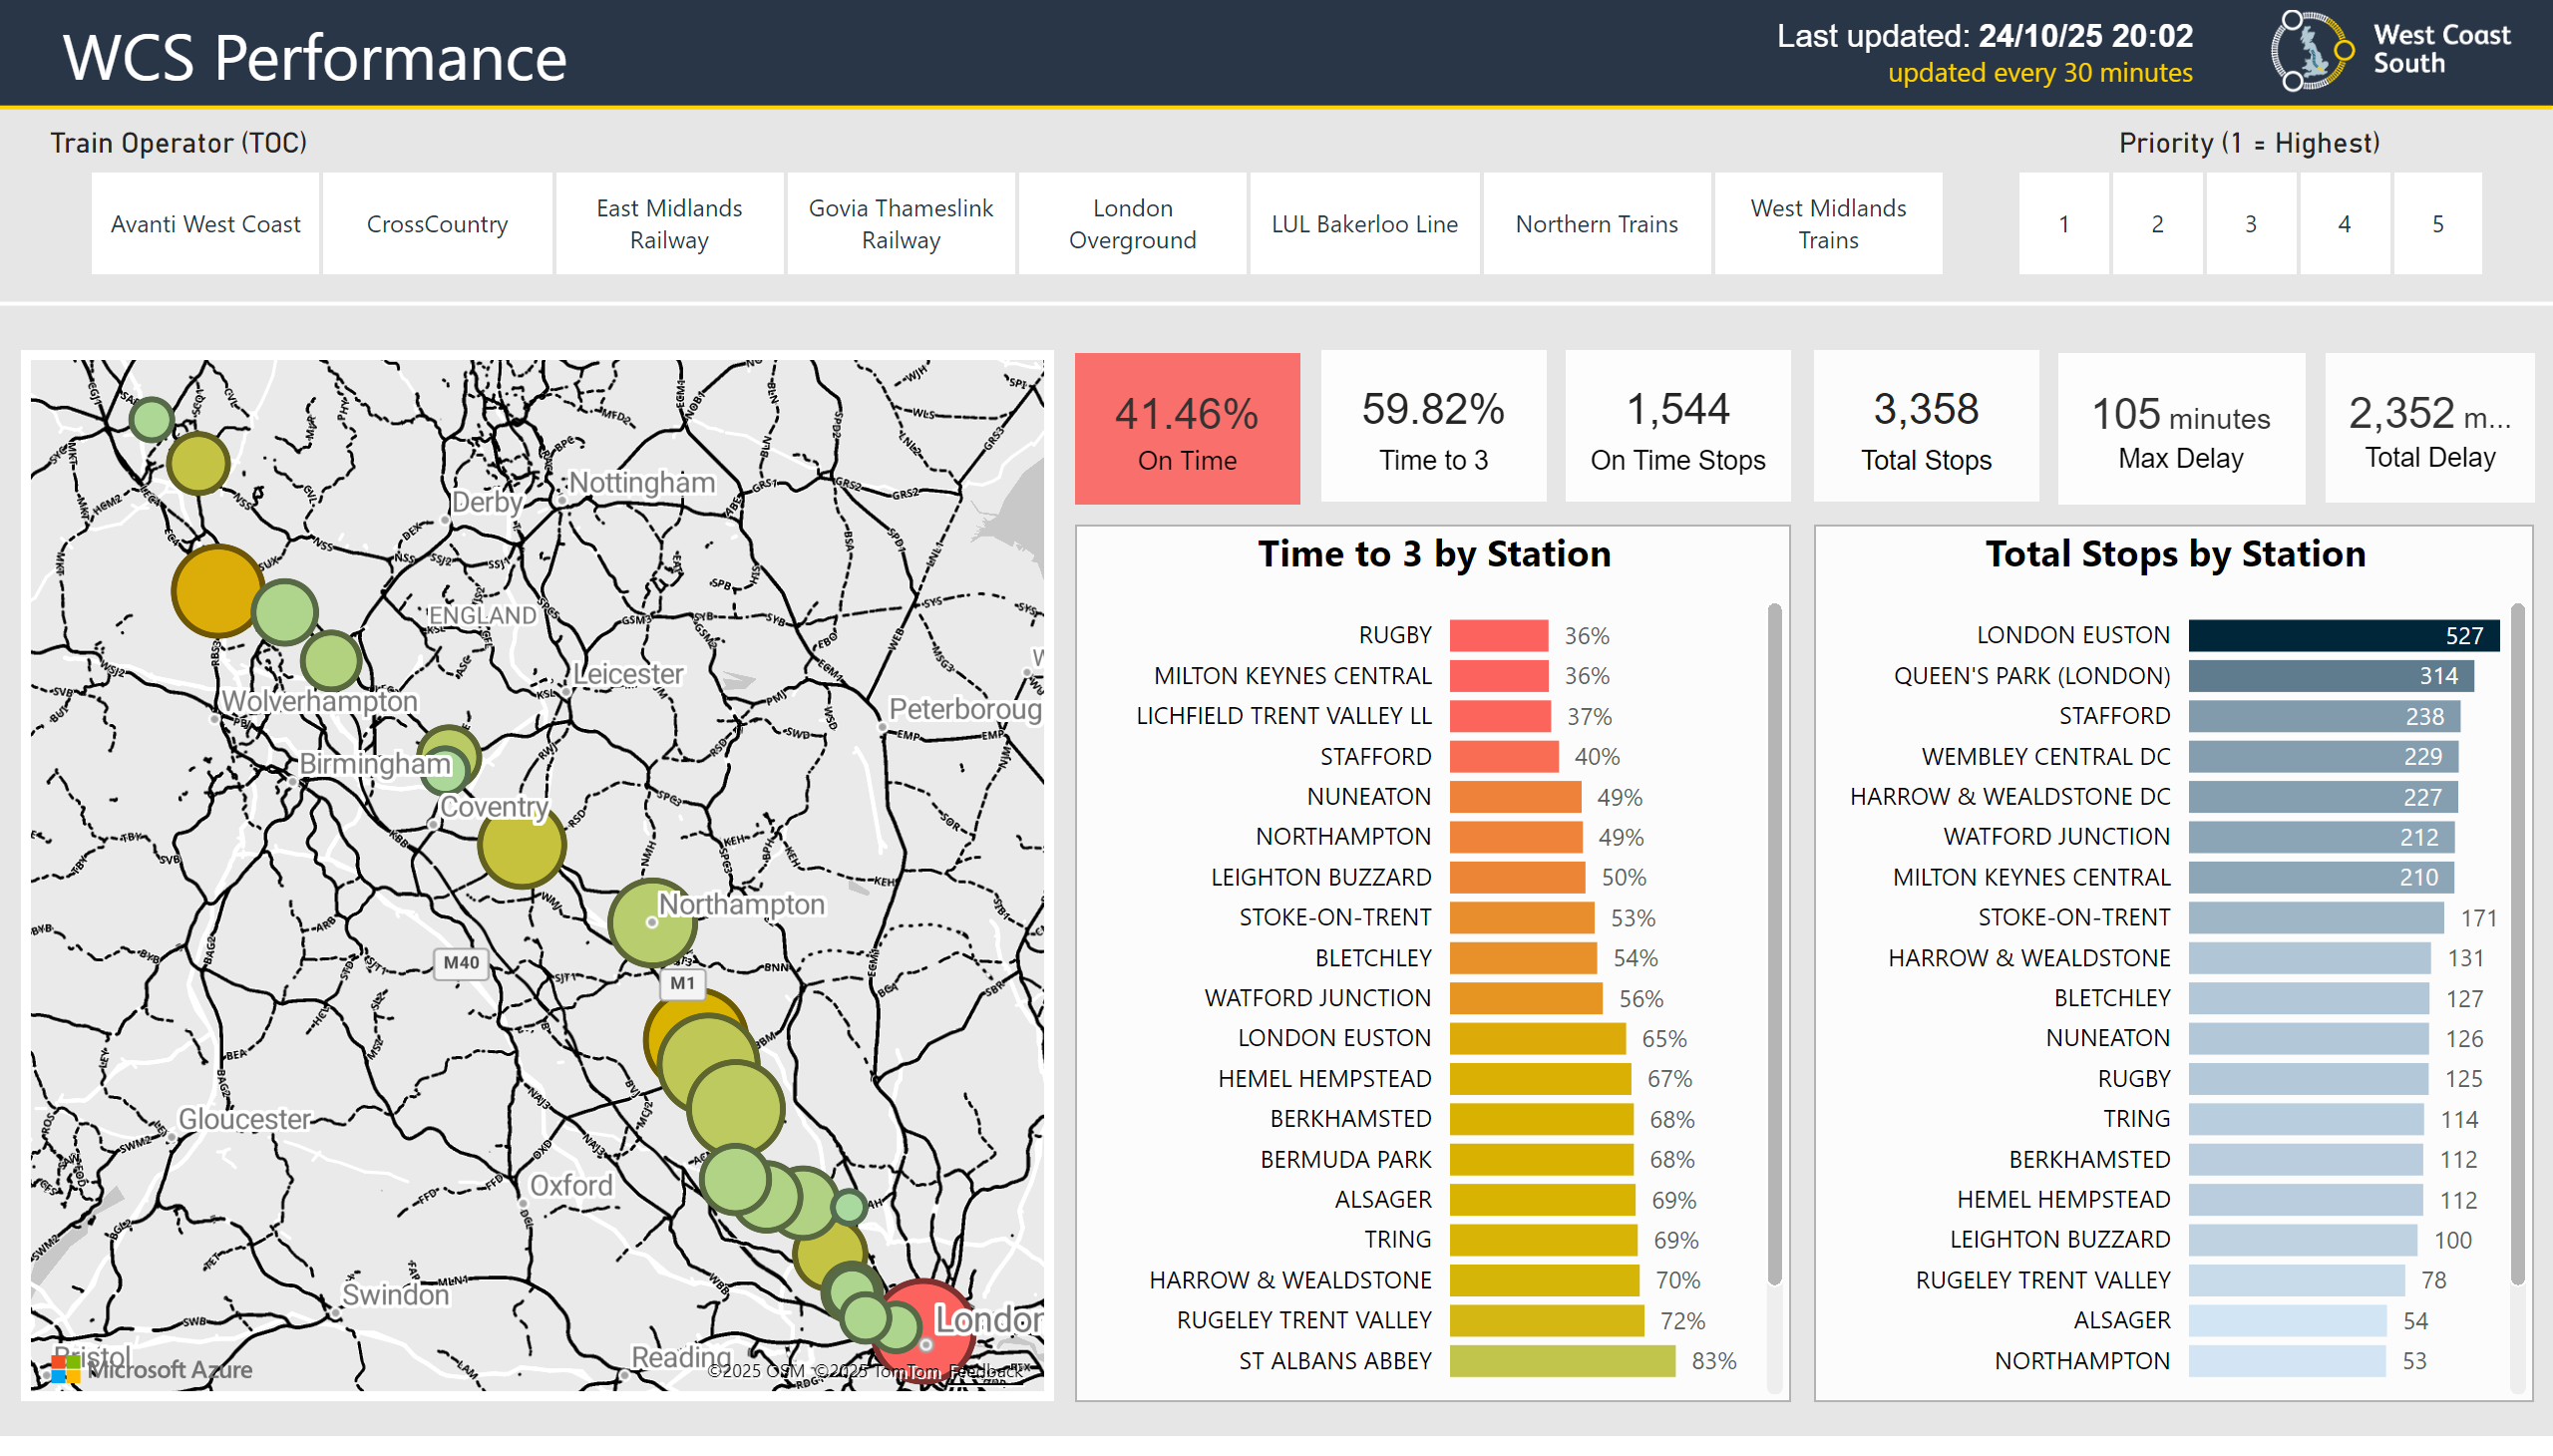 WCS Performance
Last updated: 24/10/25 20:02
updated every 30 minutes
West Coast
South
Train Operator (TOC)
Priority (1 = Highest)
Avanti West Coast
CrossCountry
East Midlands
Railway
Govia Thameslink
Railway
London
Overground
LUL Bakerloo Line
Northern Trains
West Midlands
Trains
1
2
3
4
5
41.46%
On Time
59.82%
Time to 3
1,544
On Time Stops
3,358
Total Stops
105 minutes
Max Delay
2,352 m...
Total Delay
Nottingham
Derby
ENGLAND
Leicester
Wolverhampton
Peterboroug
Birmingham
Coventry
Northampton
M40
M1
Gloucester
Oxford
Swindon
London
Bristol
Reading
Microsoft Azure
©2025 OSM ©2025 TomTom Feedback
Time to 3 by Station
RUGBY 36%
MILTON KEYNES CENTRAL 36%
LICHFIELD TRENT VALLEY LL 37%
STAFFORD 40%
NUNEATON 49%
NORTHAMPTON 49%
LEIGHTON BUZZARD 50%
STOKE-ON-TRENT 53%
BLETCHLEY 54%
WATFORD JUNCTION 56%
LONDON EUSTON 65%
HEMEL HEMPSTEAD 67%
BERKHAMSTED 68%
BERMUDA PARK 68%
ALSAGER 69%
TRING 69%
HARROW & WEALDSTONE 70%
RUGELEY TRENT VALLEY 72%
ST ALBANS ABBEY 83%
Total Stops by Station
LONDON EUSTON 527
QUEEN'S PARK (LONDON) 314
STAFFORD 238
WEMBLEY CENTRAL DC 229
HARROW & WEALDSTONE DC 227
WATFORD JUNCTION 212
MILTON KEYNES CENTRAL 210
STOKE-ON-TRENT 171
HARROW & WEALDSTONE 131
BLETCHLEY 127
NUNEATON 126
RUGBY 125
TRING 114
BERKHAMSTED 112
HEMEL HEMPSTEAD 112
LEIGHTON BUZZARD 100
RUGELEY TRENT VALLEY 78
ALSAGER 54
NORTHAMPTON 53